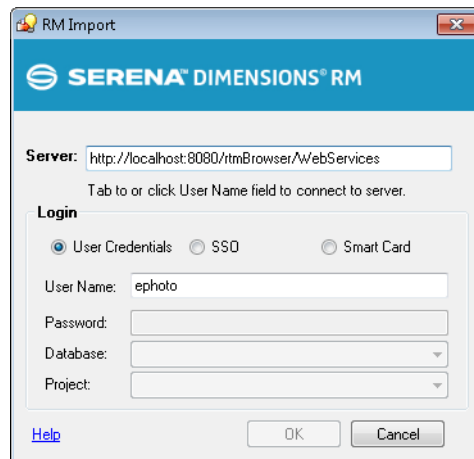 RM Import
SERENA™ DIMENSIONS® RM
Server: http://localhost:8080/rtmBrowser/WebServices
Tab to or click User Name field to connect to server.
Login
User Credentials SSO Smart Card
User Name: ephoto
Password:
Database:
Project:
Help OK Cancel